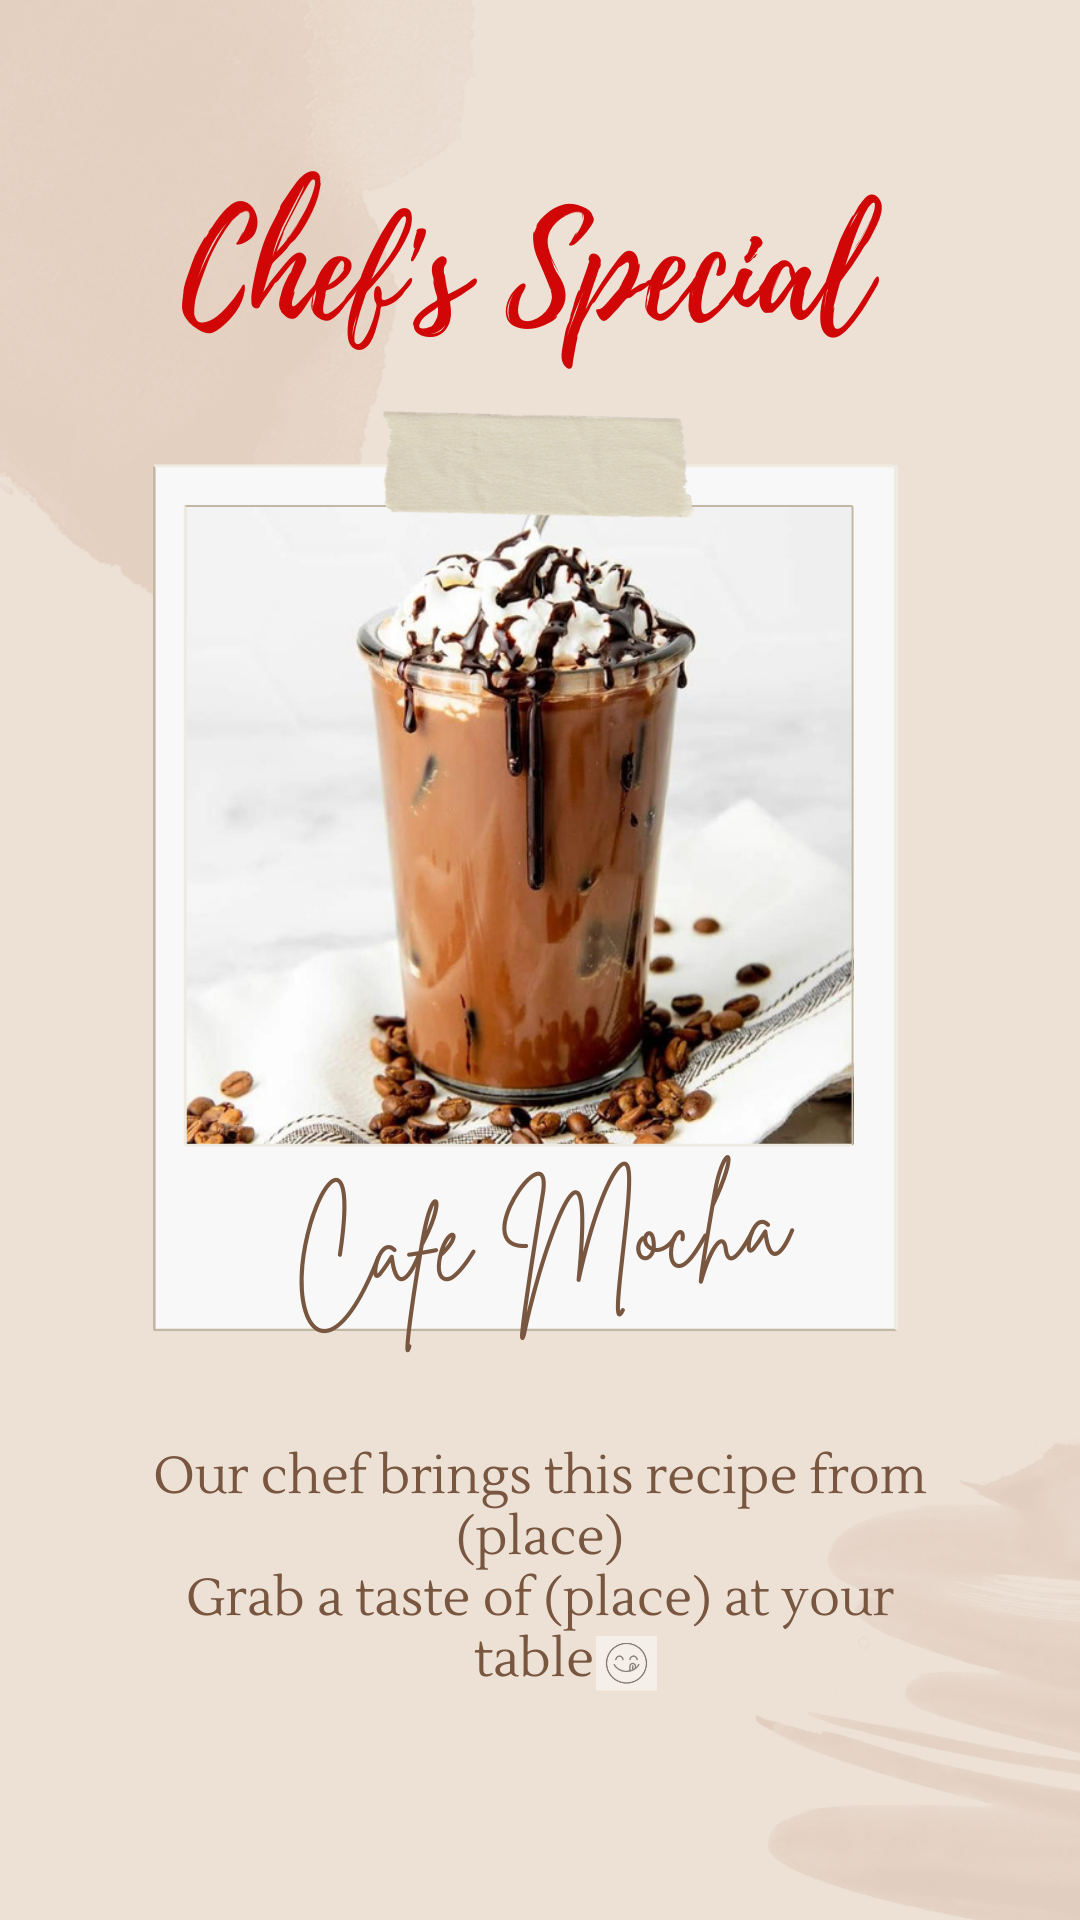 Chef's Special
Cafe Mocha
Our chef brings this recipe from
(place)
Grab a taste of (place) at your
table